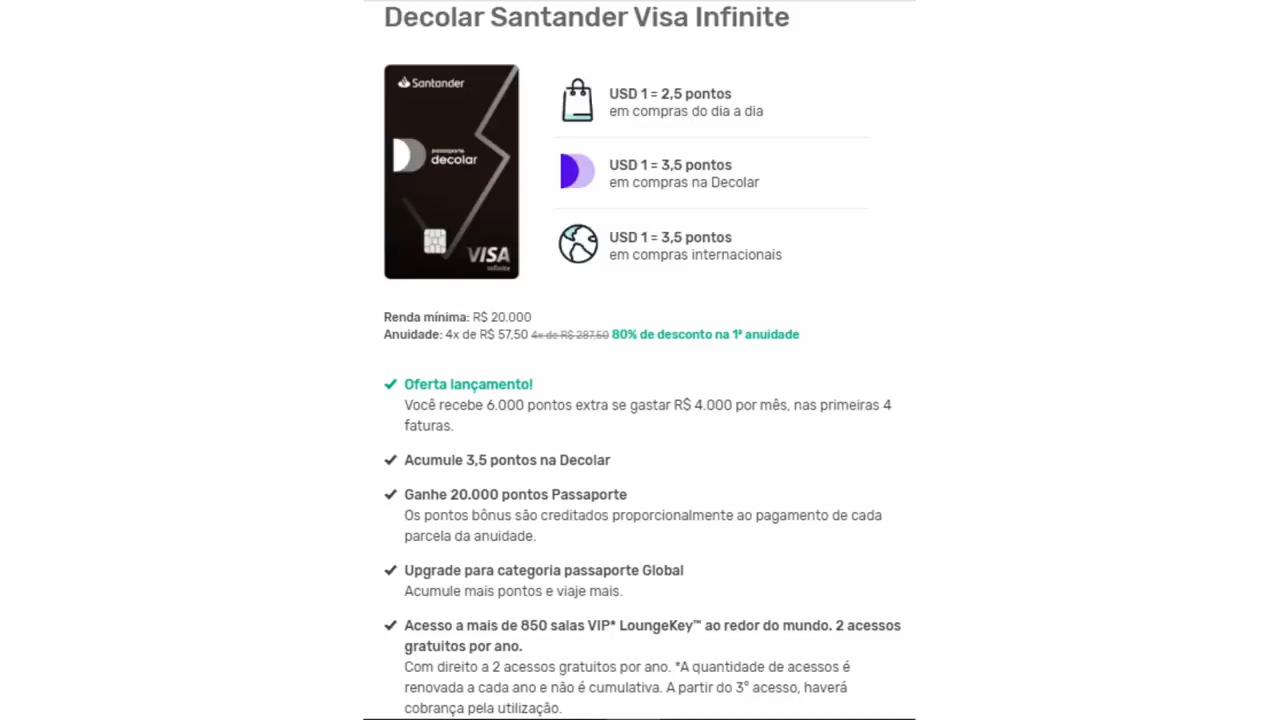 Decolar Santander Visa Infinite
Santander
passaporte
decolar
VISA
Infinite
USD 1 = 2,5 pontos
em compras do dia a dia
USD 1 = 3,5 pontos
em compras na Decolar
USD 1 = 3,5 pontos
em compras internacionais
Renda mínima: R$ 20.000
Anuidade: 4x de R$ 57,50 4x de R$ 287,50 80% de desconto na 1ª anuidade
Oferta lançamento!
Você recebe 6.000 pontos extra se gastar R$ 4.000 por mês, nas primeiras 4
faturas.
Acumule 3,5 pontos na Decolar
Ganhe 20.000 pontos Passaporte
Os pontos bônus são creditados proporcionalmente ao pagamento de cada
parcela da anuidade.
Upgrade para categoria passaporte Global
Acumule mais pontos e viaje mais.
Acesso a mais de 850 salas VIP* LoungeKey™ ao redor do mundo. 2 acessos
gratuitos por ano.
Com direito a 2 acessos gratuitos por ano. *A quantidade de acessos é
renovada a cada ano e não é cumulativa. A partir do 3° acesso, haverá
cobrança pela utilização.